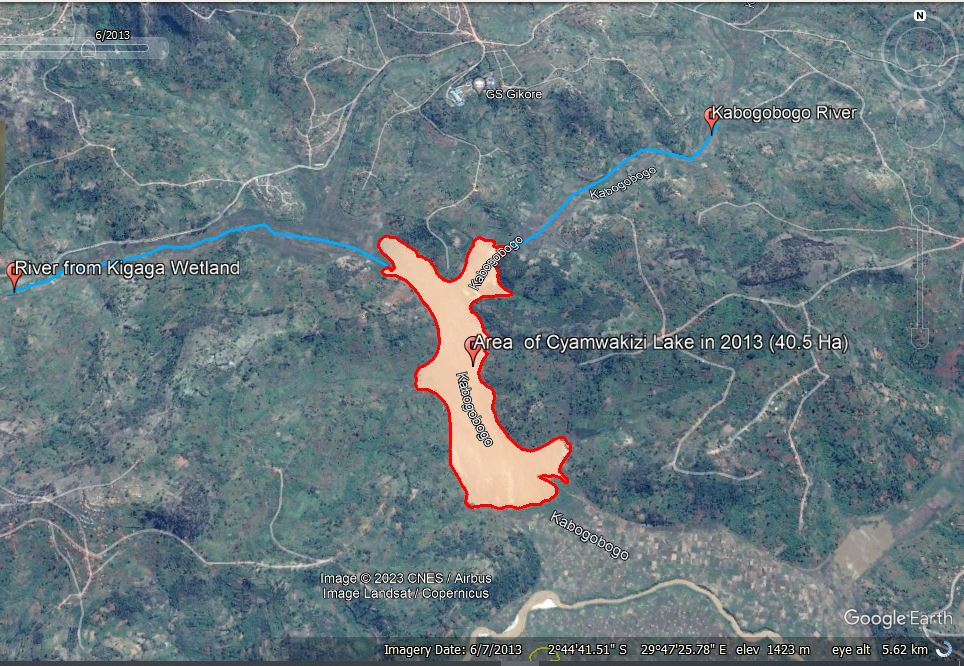 6/2013
N
GS Gikore
Kabogobogo River
Kabogobogo
Kabogobogo
River from Kigaga Wetland
Area of Cyamwakizi Lake in 2013 (40.5 Ha)
Kabogobogo
Kabogobogo
Image © 2023 CNES / Airbus
Image Landsat / Copernicus
Google Earth
Imagery Date: 6/7/2013 2°44'41.51" S 29°47'25.78" E elev 1423 m eye alt 5.62 km